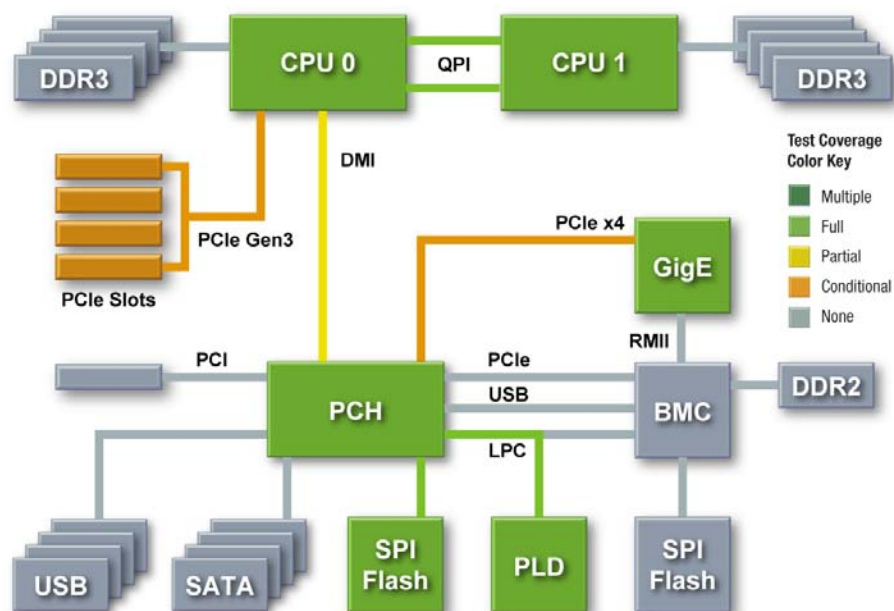 CPU 0
QPI
CPU 1
DDR3
DDR3
DMI
Test Coverage
Color Key
Multiple
Full
Partial
Conditional
None
PCIe Gen3
PCIe Slots
PCIe x4
GigE
RMII
PCI
PCIe
PCH
USB
BMC
DDR2
LPC
USB
SATA
SPI
Flash
PLD
SPI
Flash